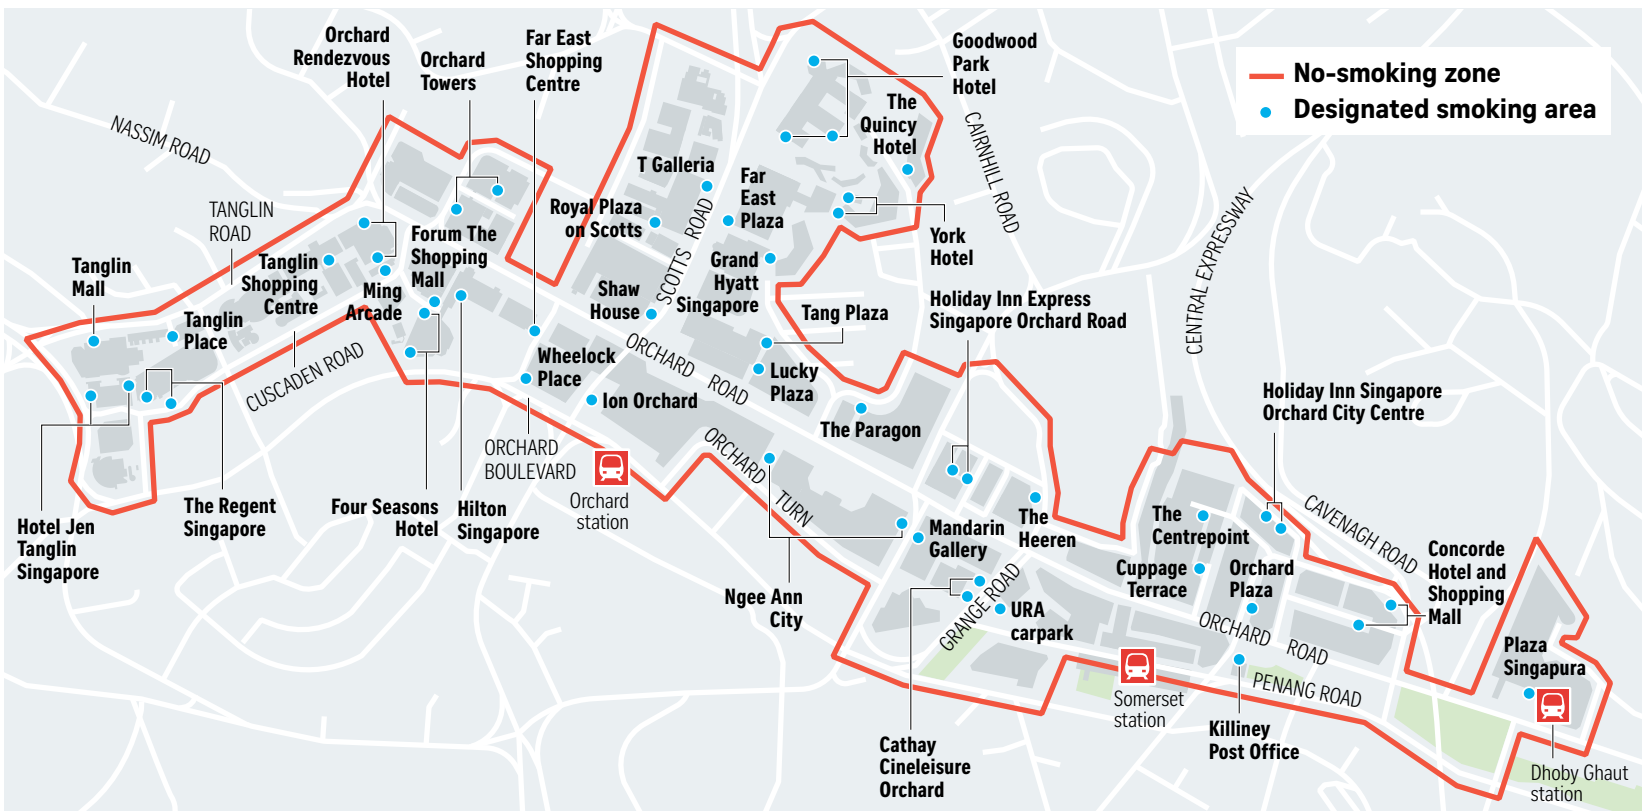 Orchard
Rendezvous
Hotel
Orchard
Towers
Far East
Shopping
Centre
Goodwood
Park
Hotel
No-smoking zone
Designated smoking area
NASSIM ROAD
The
Quincy
Hotel
CAIRNHILL ROAD
T Galleria
Far
East
Plaza
Royal Plaza
on Scotts
SCOTTS ROAD
TANGLIN
ROAD
Forum The
Shopping
Mall
York
Hotel
CENTRAL EXPRESSWAY
Tanglin
Mall
Tanglin
Shopping
Centre
Ming
Arcade
Grand
Hyatt
Singapore
Shaw
House
Holiday Inn Express
Singapore Orchard Road
Tang Plaza
Tanglin
Place
CUSCADEN ROAD
Wheelock
Place
ORCHARD ROAD
Lucky
Plaza
Ion Orchard
The Paragon
Holiday Inn Singapore
Orchard City Centre
ORCHARD
BOULEVARD
ORCHARD TURN
Orchard
station
The Regent
Singapore
Four Seasons
Hotel
Hilton
Singapore
Hotel Jen
Tanglin
Singapore
Mandarin
Gallery
The
Heeren
The
Centrepoint
CAVENAGH ROAD
Cuppage
Terrace
Orchard
Plaza
Concorde
Hotel and
Shopping
Mall
Ngee Ann
City
GRANGE ROAD
URA
carpark
ORCHARD ROAD
Plaza
Singapura
Somerset
station
PENANG ROAD
Killiney
Post Office
Cathay
Cineleisure
Orchard
Dhoby Ghaut
station